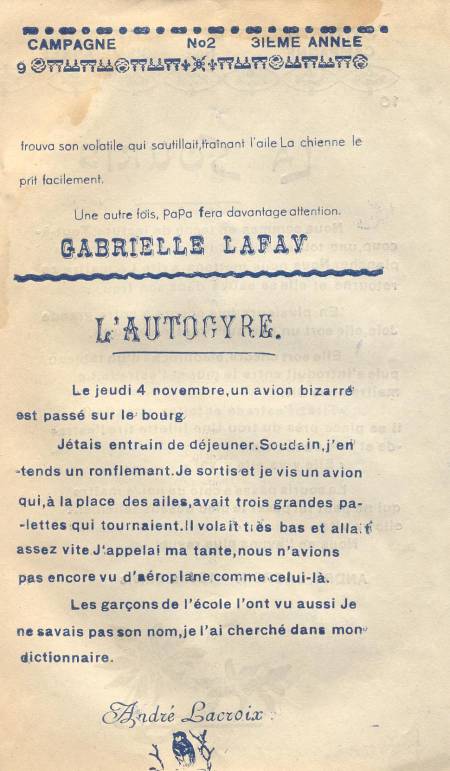 CAMPAGNE No2 3IEME ANNEE
9
trouva son volatile qui sautillait,traînant l'aile La chienne le
prit facilement.
Une autre fois, PaPa fera davantage attention.
GABRIELLE LAFAY
L'AUTOGYRE.
Le jeudi 4 novembre,un avion bizarre
est passé sur le bourg
Jétais entrain de déjeuner.Soudain,j'en
-tends un ronflement.Je sortis et je vis un avion
qui,à la place des ailes,avait trois grandes pa-
-lettes qui tournaient.Il volait très bas et allait
assez vite J'appelai ma tante,nous n'avions
pas encore vu d'aéroplane comme celui-là.
Les garçons de l'école l'ont vu aussi Je
ne savais pas son nom,je l'ai cherché dans mon
dictionnaire.
André Lacroix